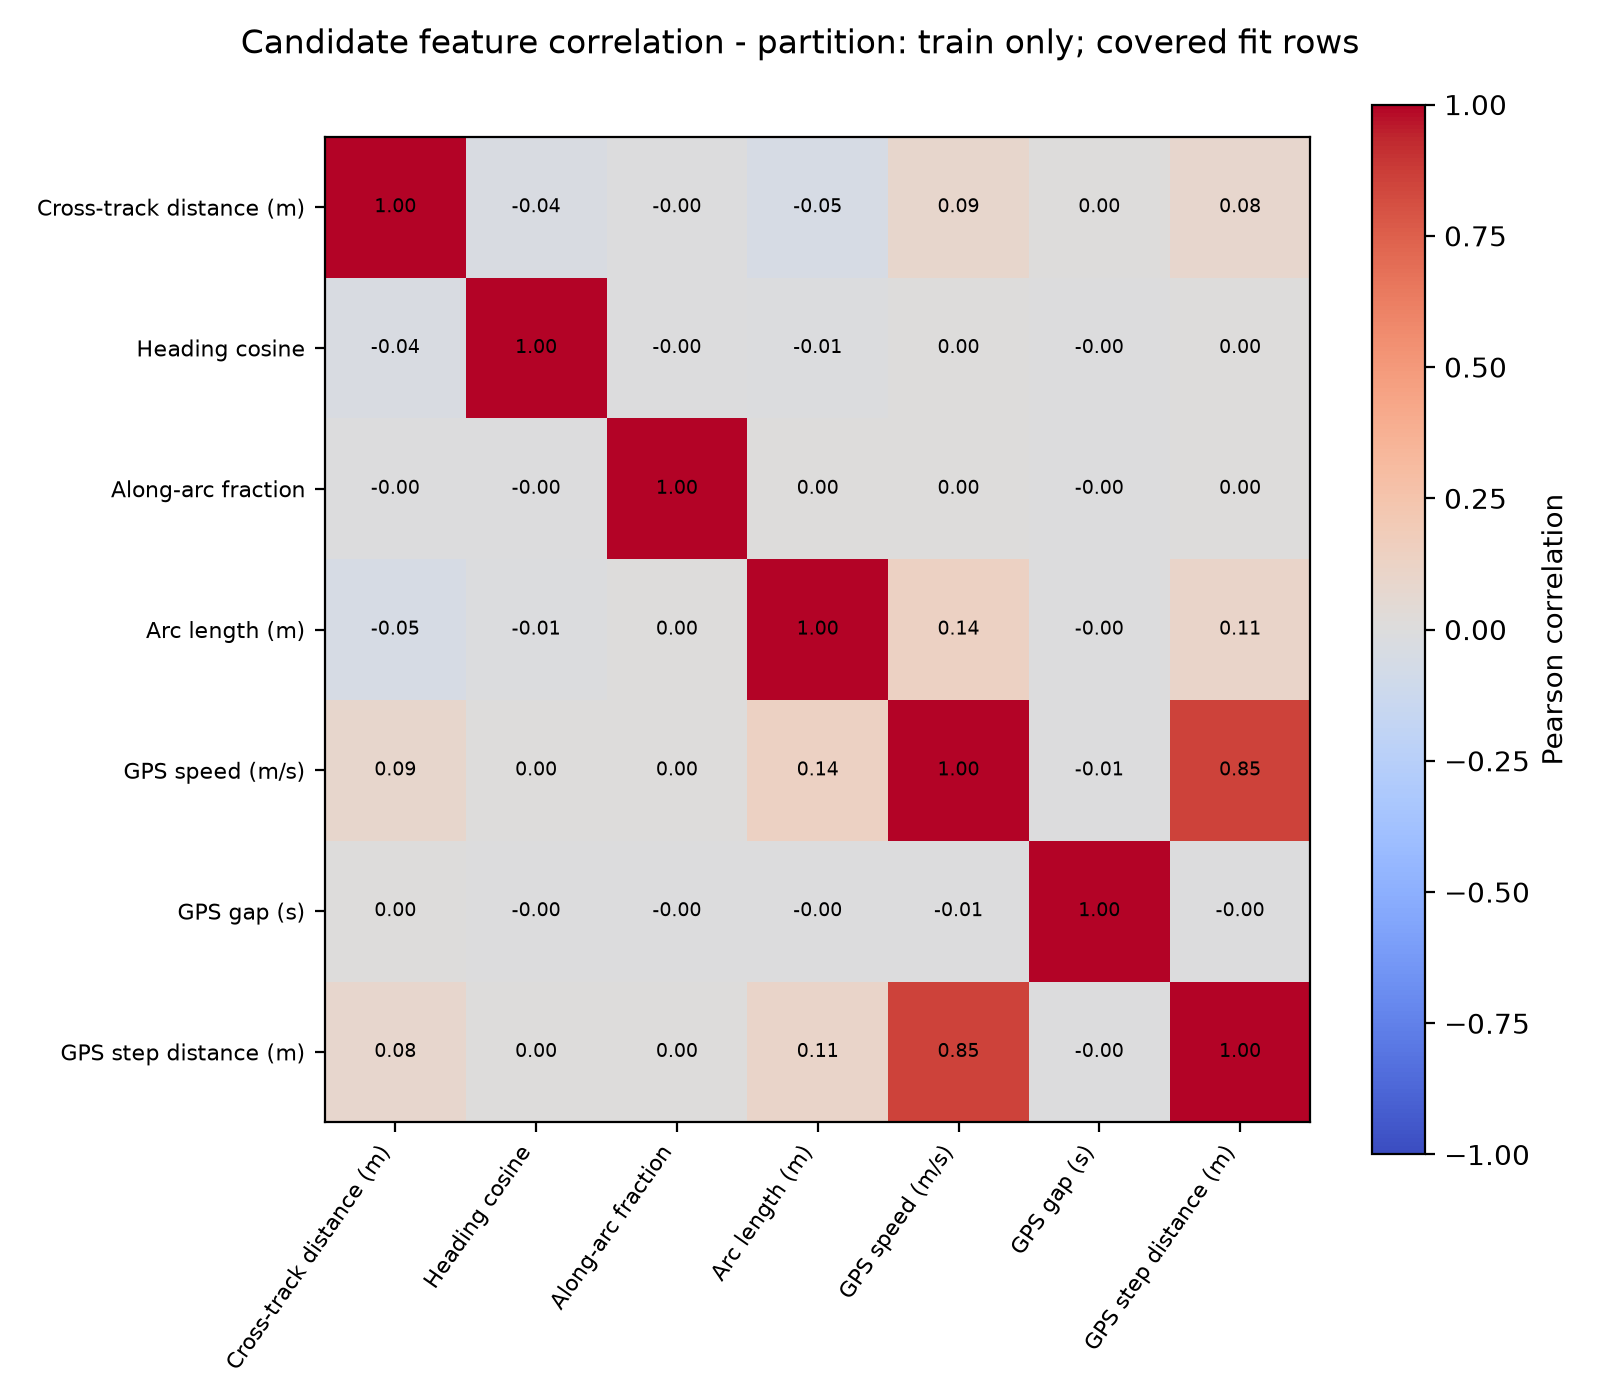 Candidate feature correlation - partition: train only; covered fit rows
Cross-track distance (m) 1.00 -0.04 -0.00 -0.05 0.09 0.00 0.08
Heading cosine -0.04 1.00 -0.00 -0.01 0.00 -0.00 0.00
Along-arc fraction -0.00 -0.00 1.00 0.00 0.00 -0.00 0.00
Arc length (m) -0.05 -0.01 0.00 1.00 0.14 -0.00 0.11
GPS speed (m/s) 0.09 0.00 0.00 0.14 1.00 -0.01 0.85
GPS gap (s) 0.00 -0.00 -0.00 -0.00 -0.01 1.00 -0.00
GPS step distance (m) 0.08 0.00 0.00 0.11 0.85 -0.00 1.00
Cross-track distance (m)
Heading cosine
Along-arc fraction
Arc length (m)
GPS speed (m/s)
GPS gap (s)
GPS step distance (m)
1.00
0.75
0.50
0.25
0.00
−0.25
−0.50
−0.75
−1.00
Pearson correlation